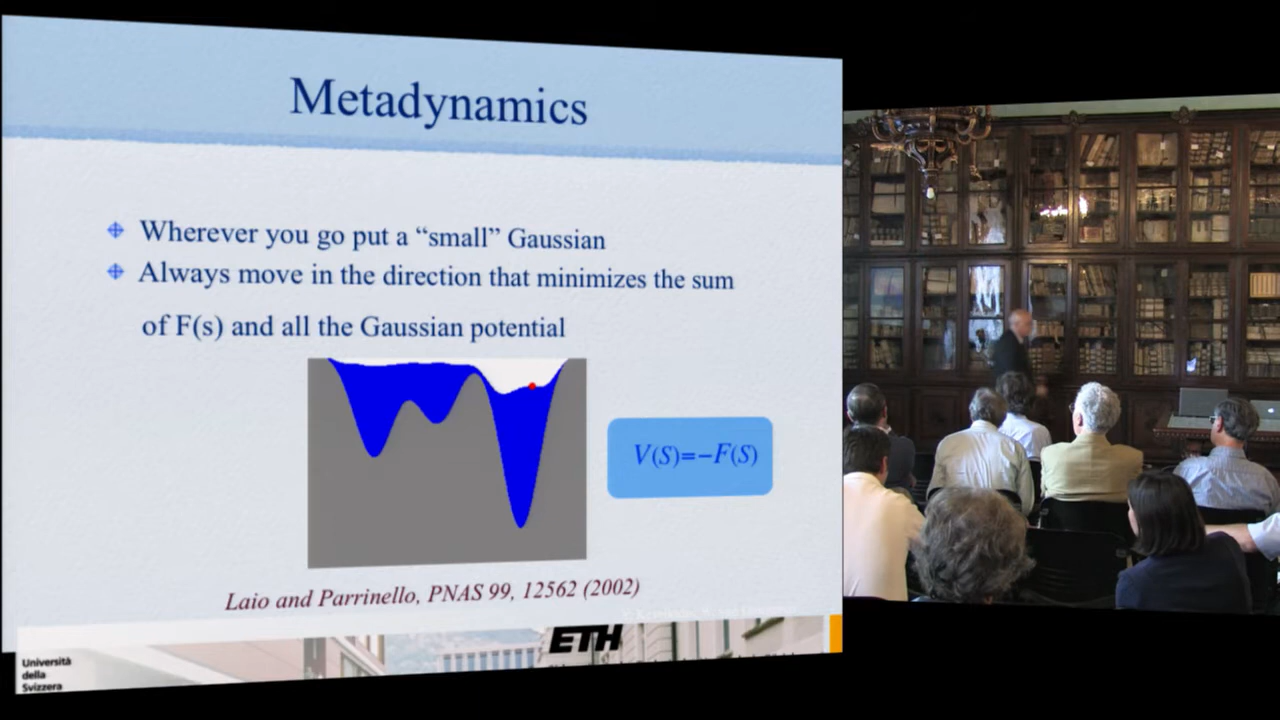 Metadynamics
Wherever you go put a “small” Gaussian
Always move in the direction that minimizes the sum
of F(s) and all the Gaussian potential
V(S)=−F(S)
Laio and Parrinello, PNAS 99, 12562 (2002)
ETH
Università
della
Svizzera